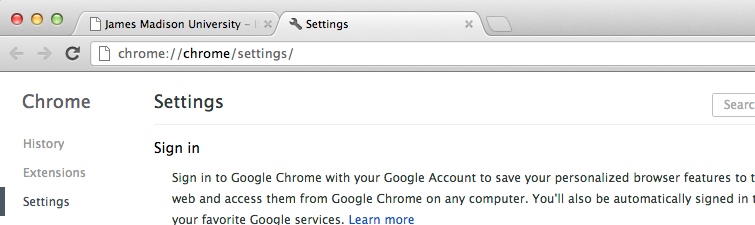 James Madison University –
Settings
chrome://chrome/settings/
Chrome
Settings
Searc
History
Extensions
Settings
Sign in
Sign in to Google Chrome with your Google Account to save your personalized browser features to t
web and access them from Google Chrome on any computer. You'll also be automatically signed in t
your favorite Google services. Learn more